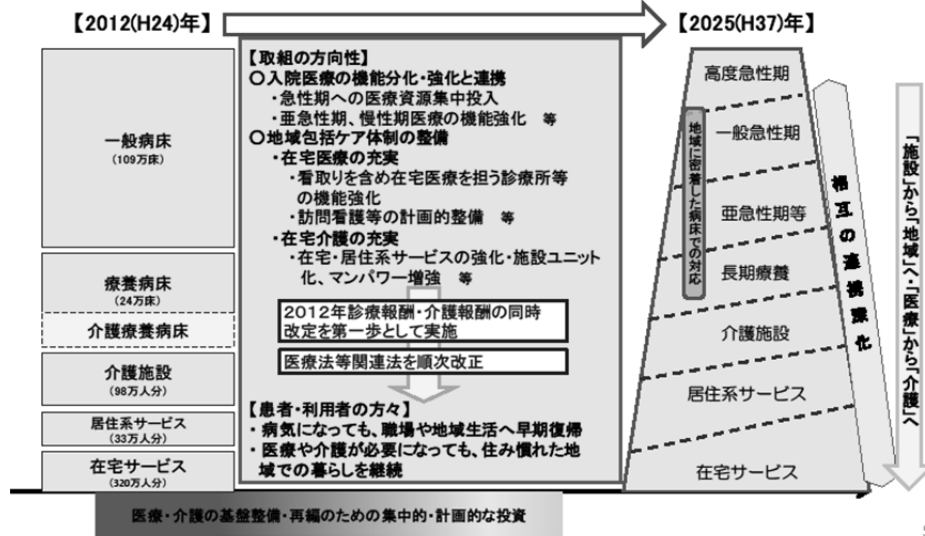 【2012(H24)年】
【2025(H37)年】
一般病床
(109万床)
療養病床
(24万床)
介護療養病床
介護施設
(98万人分)
居住系サービス
(33万人分)
在宅サービス
(320万人分)
【取組の方向性】
〇入院医療の機能分化・強化と連携
・急性期への医療資源集中投入
・亜急性期、慢性期医療の機能強化 等
〇地域包括ケア体制の整備
・在宅医療の充実
・看取りを含め在宅医療を担う診療所等
の機能強化
・訪問看護等の計画的整備 等
・在宅介護の充実
・在宅・居住系サービスの強化・施設ユニット
化、マンパワー増強 等
2012年診療報酬・介護報酬の同時
改定を第一歩として実施
医療法等関連法を順次改正
【患者・利用者の方々】
・病気になっても、職場や地域生活へ早期復帰
・医療や介護が必要になっても、住み慣れた地
域での暮らしを継続
高度急性期
一般急性期
亜急性期等
長期療養
介護施設
居住系サービス
在宅サービス
地域に密着した病床での対応
相互の連携深化
「施設」から「地域」へ・「医療」から「介護」へ
医療・介護の基盤整備・再編のための集中的・計画的な投資